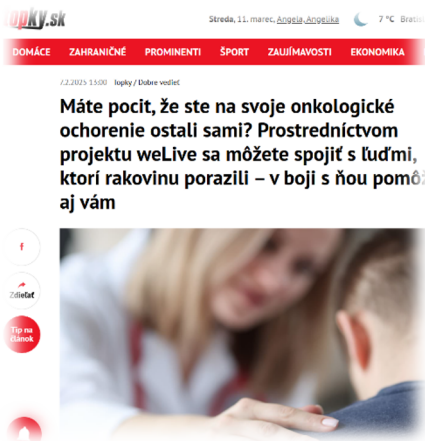 topky.sk
Streda, 11. marec, Angela, Angelika
7 °C
DOMÁCE ZAHRANIČNÉ PROMINENTI ŠPORT ZAUJÍMAVOSTI EKONOMIKA
7.2.2025 13:00 Topky / Dobre vedieť
Máte pocit, že ste na svoje onkologické
ochorenie ostali sami? Prostredníctvom
projektu weLive sa môžete spojiť s ľuďmi,
ktorí rakovinu porazili – v boji s ňou
aj vám
f
Zdieľať
Tip na
článok